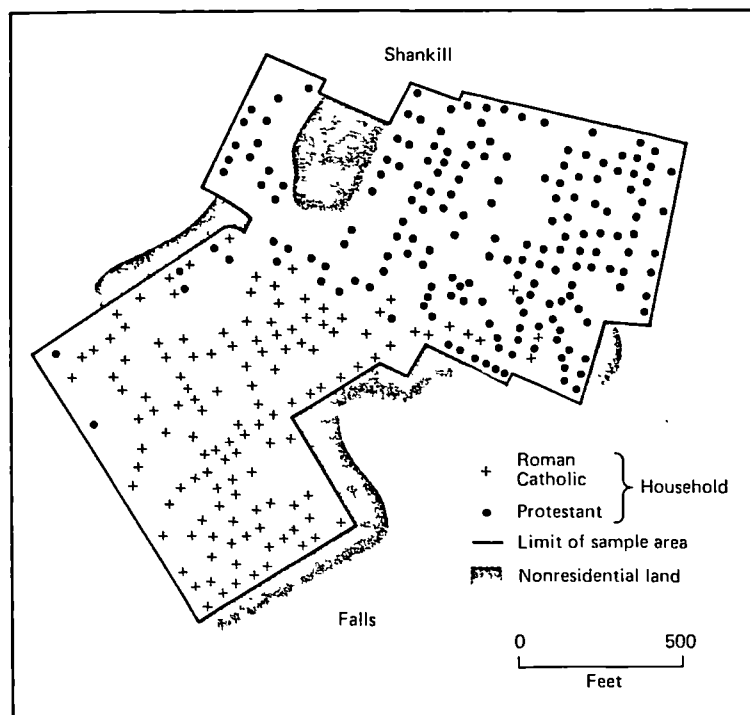 Shankill
Roman
Catholic
Household
Protestant
Limit of sample area
Nonresidential land
Falls
0 500
Feet